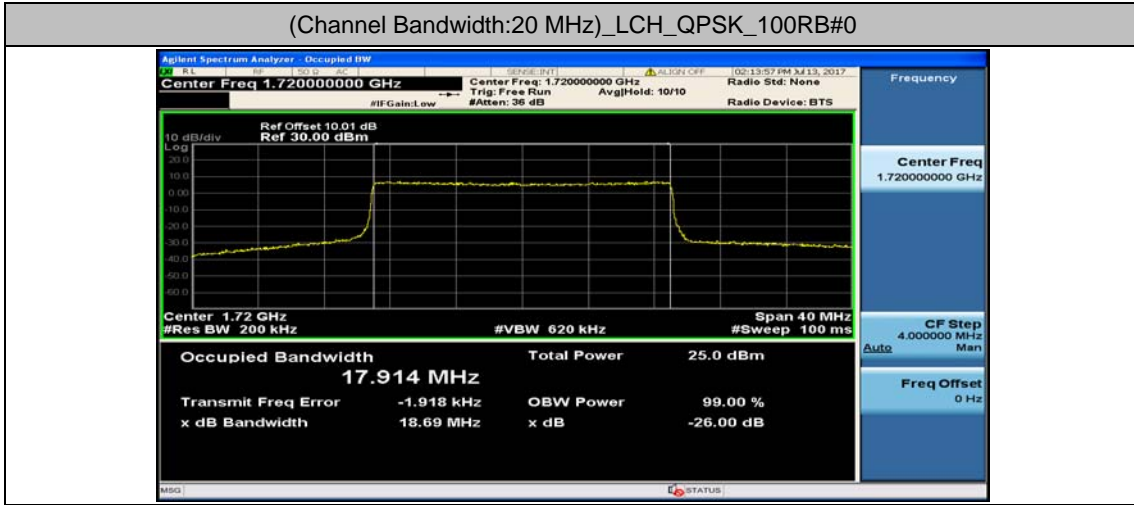 (Channel Bandwidth:20 MHz)_LCH_QPSK_100RB#0
Agilent Spectrum Analyzer - Occupied BW
RL RF 50 Ω AC SENSE:INT ALIGN OFF 02:13:57 PM Jul 13, 2017
Center Freq 1.720000000 GHz
Center Freq: 1.720000000 GHz
Radio Std: None
Trig: Free Run Avg|Hold: 10/10
#IFGain:Low #Atten: 36 dB Radio Device: BTS
Frequency
Ref Offset 10.01 dB
10 dB/div Ref 30.00 dBm
Log
20.0
10.0
0.00
-10.0
-20.0
-30.0
-40.0
-50.0
-60.0
Center Freq
1.720000000 GHz
Center 1.72 GHz Span 40 MHz
#Res BW 200 kHz #VBW 620 kHz #Sweep 100 ms
CF Step
4.000000 MHz
Auto Man
Occupied Bandwidth Total Power 25.0 dBm
17.914 MHz
Transmit Freq Error -1.918 kHz OBW Power 99.00 %
x dB Bandwidth 18.69 MHz x dB -26.00 dB
Freq Offset
0 Hz
MSG STATUS